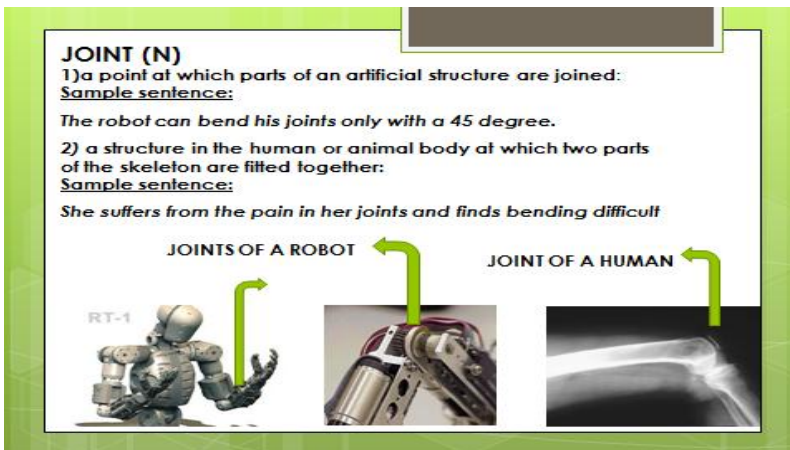 JOINT (N)
1)a point at which parts of an artificial structure are joined:
Sample sentence:
The robot can bend his joints only with a 45 degree.
2) a structure in the human or animal body at which two parts
of the skeleton are fitted together:
Sample sentence:
She suffers from the pain in her joints and finds bending difficult
JOINTS OF A ROBOT
JOINT OF A HUMAN
RT-1